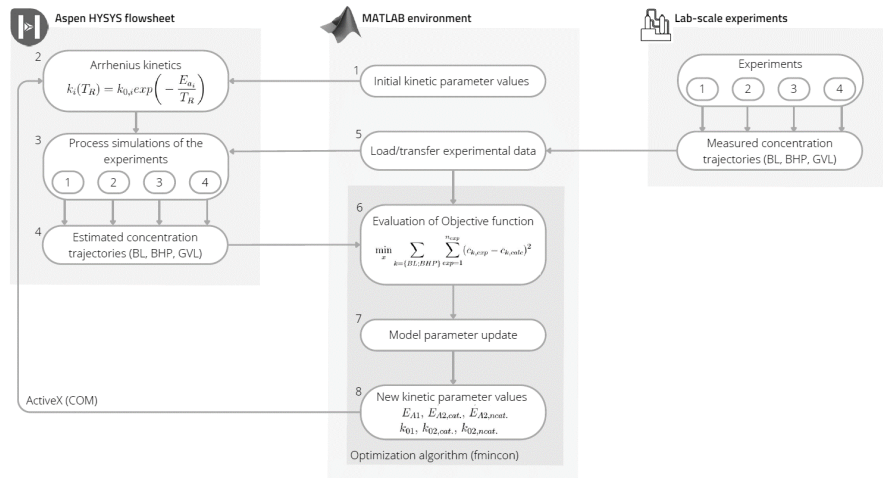 Aspen HYSYS flowsheet
MATLAB environment
Lab-scale experiments
2
Arrhenius kinetics
k_i(T_R) = k_{0,i}exp(− E_{a_i}/T_R)
1
Initial kinetic parameter values
Experiments
1 2 3 4
Measured concentration
trajectories (BL, BHP, GVL)
3
Process simulations of the
experiments
1 2 3 4
5
Load/transfer experimental data
4
Estimated concentration
trajectories (BL, BHP, GVL)
6
Evaluation of Objective function
min_x ∑_{k={BL;BHP}} ∑_{exp=1}^{n_{exp}} (c_{k,exp} − c_{k,calc})²
7
Model parameter update
8
New kinetic parameter values
E_{A1}, E_{A2,cat.}, E_{A2,ncat.}
k_{01}, k_{02,cat.}, k_{02,ncat.}
ActiveX (COM)
Optimization algorithm (fmincon)